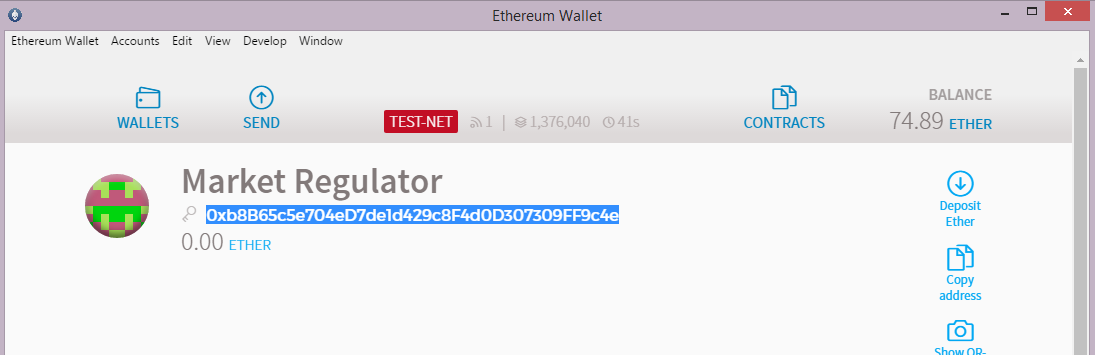 Ethereum Wallet
Ethereum Wallet Accounts Edit View Develop Window
WALLETS SEND TEST-NET 1 | 1,376,040 41s CONTRACTS BALANCE 74.89 ETHER
Market Regulator
0xb8B65c5e704eD7de1d429c8F4d0D307309FF9c4e
0.00 ETHER
Deposit
Ether
Copy
address
Show QR-